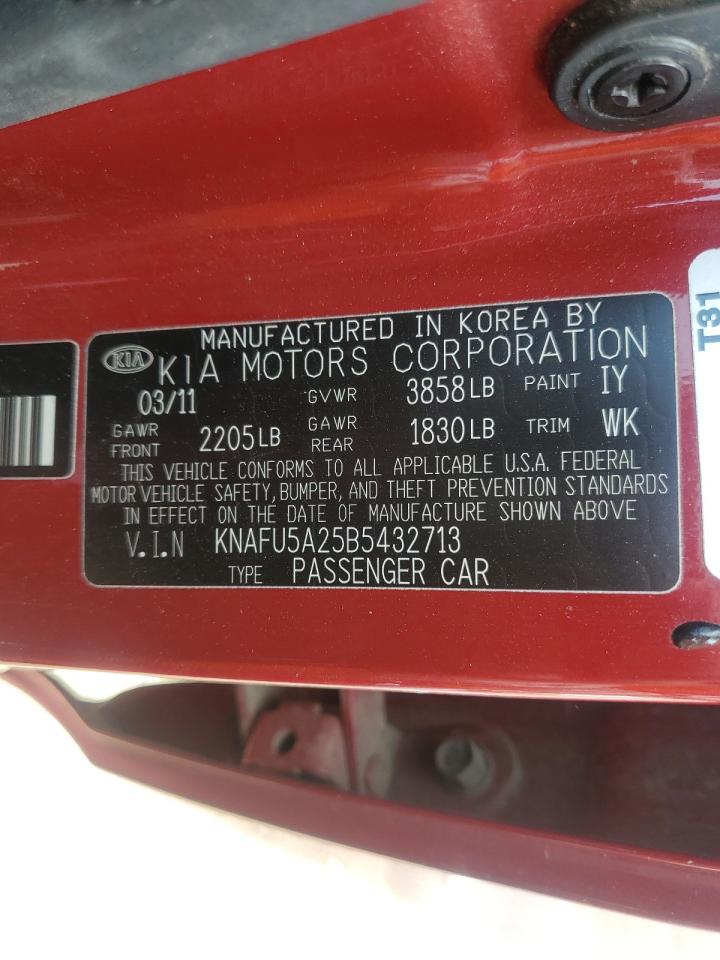 MANUFACTURED IN KOREA BY
KIA KIA MOTORS CORPORATION
03/11 GVWR 3858LB PAINT IY
GAWR FRONT 2205LB GAWR REAR 1830LB TRIM WK
THIS VEHICLE CONFORMS TO ALL APPLICABLE U.S.A. FEDERAL
MOTOR VEHICLE SAFETY, BUMPER, AND THEFT PREVENTION STANDARDS
IN EFFECT ON THE DATE OF MANUFACTURE SHOWN ABOVE
V.I.N KNAFU5A25B5432713
TYPE PASSENGER CAR
T31